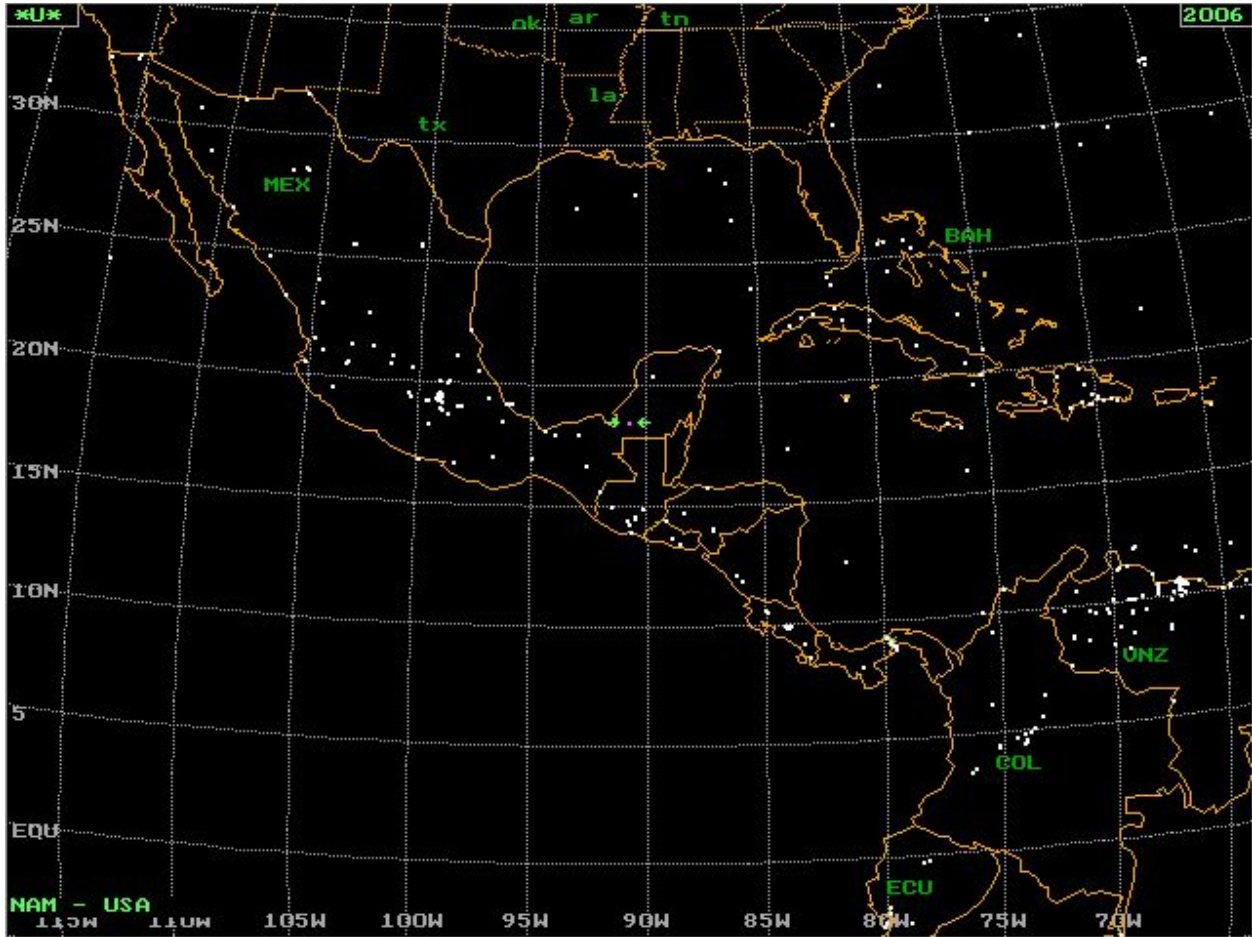 *U*
ok ar tn
2006
30N
la
tx
MEX
25N
BAH
20N
15N
10N
VNZ
5
COL
EQU
ECU
NAM - USA
115W 110W 105W 100W 95W 90W 85W 80W 75W 70W